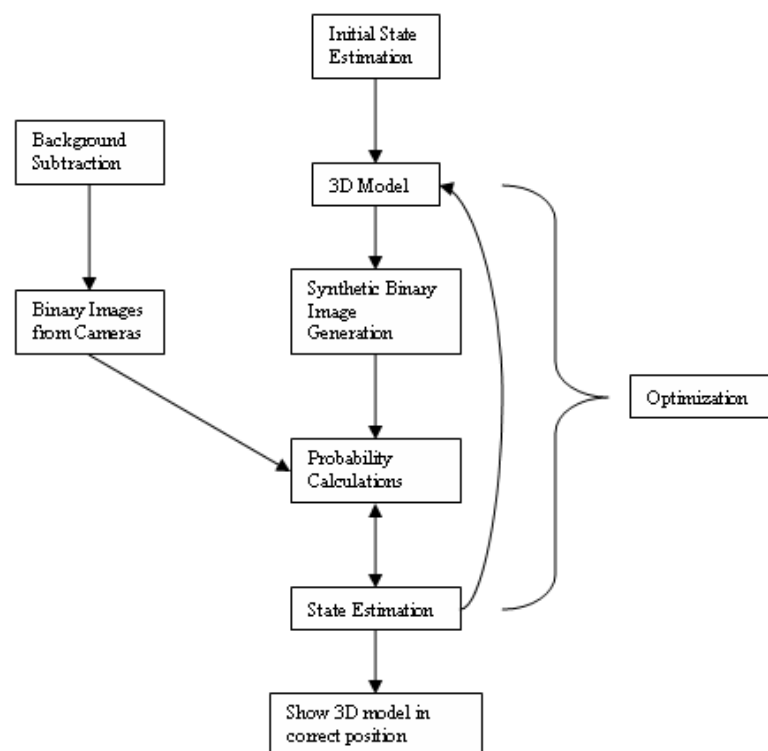 Initial State
Estimation
Background
Subtraction
3D Model
Binary Images
from Cameras
Synthetic Binary
Image
Generation
Optimization
Probability
Calculations
State Estimation
Show 3D model in
correct position